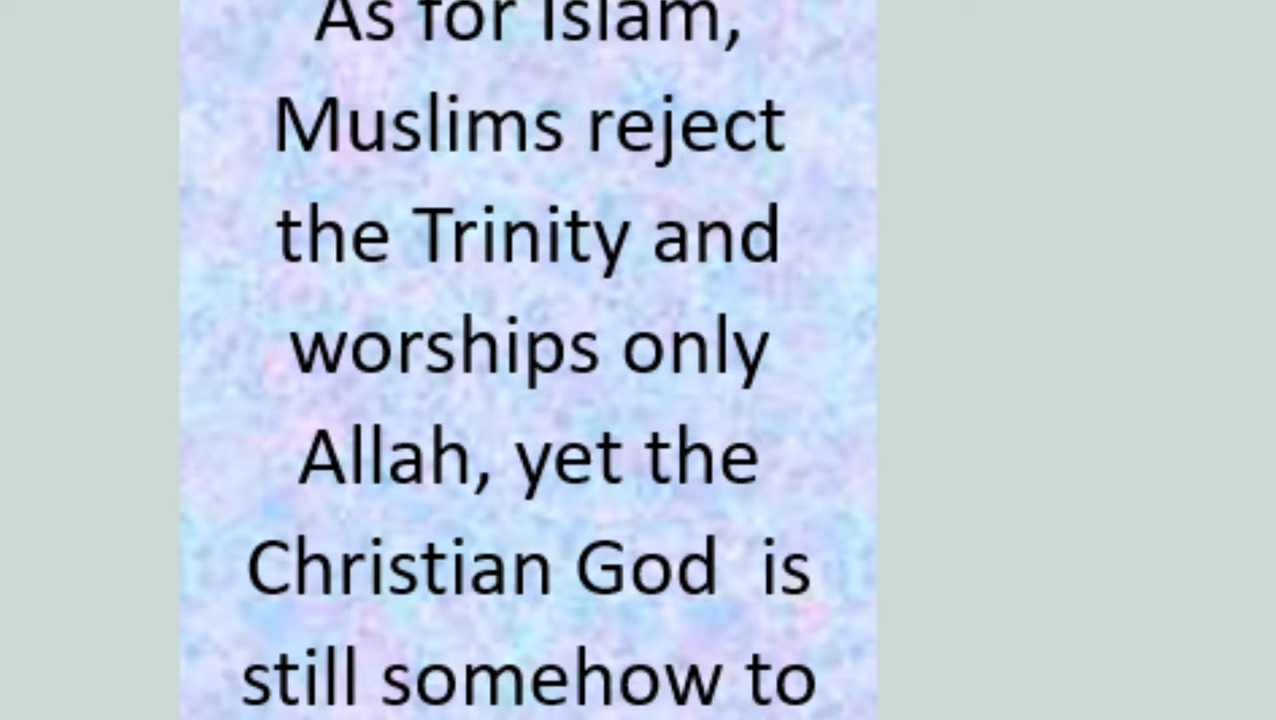 As for Islam,
Muslims reject
the Trinity and
worships only
Allah, yet the
Christian God  is
still somehow to